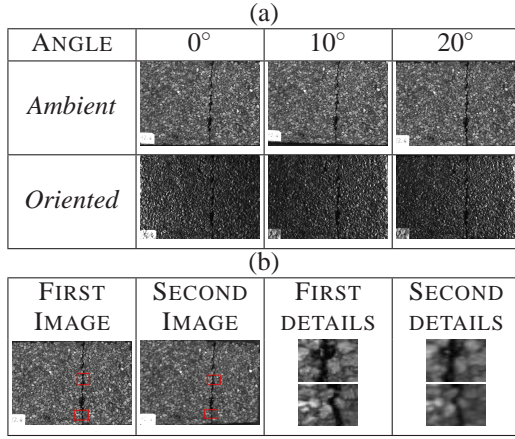 (a)
ANGLE 0° 10° 20°
Ambient
Oriented
(b)
FIRST IMAGE SECOND IMAGE FIRST DETAILS SECOND DETAILS